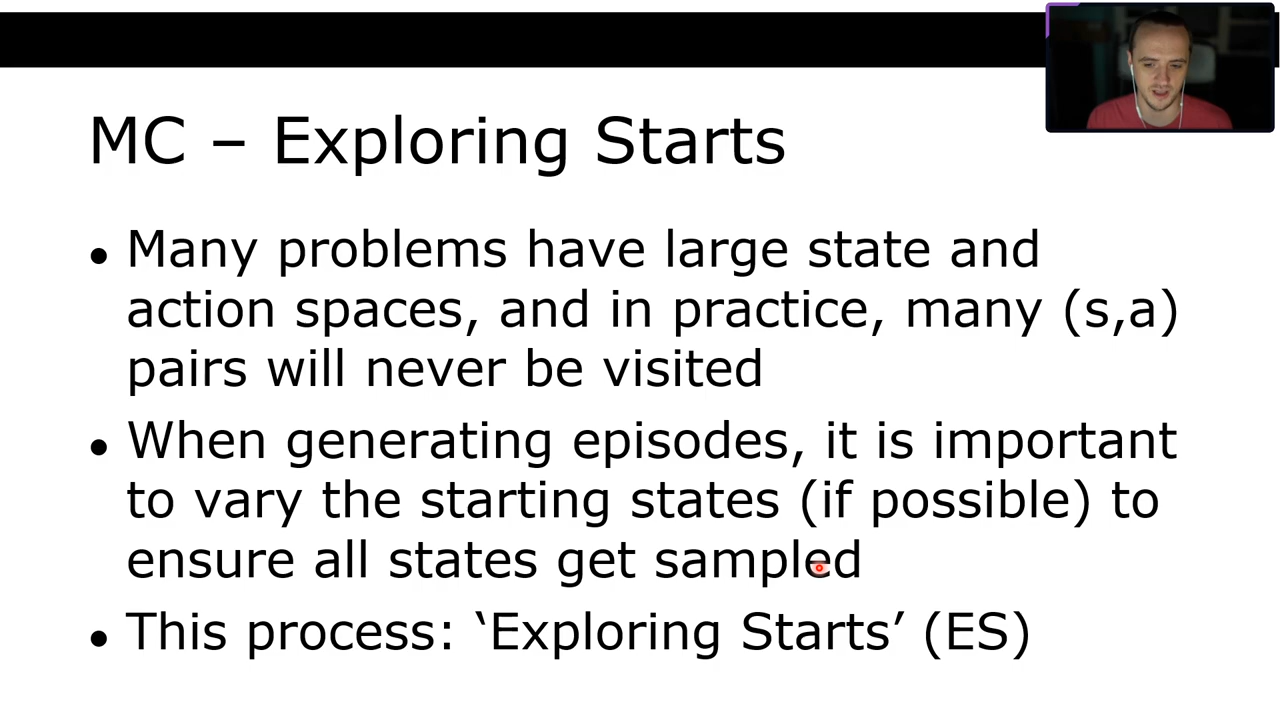 MC – Exploring Starts
● Many problems have large state and
action spaces, and in practice, many (s,a)
pairs will never be visited
● When generating episodes, it is important
to vary the starting states (if possible) to
ensure all states get sampled
● This process: ‘Exploring Starts’ (ES)